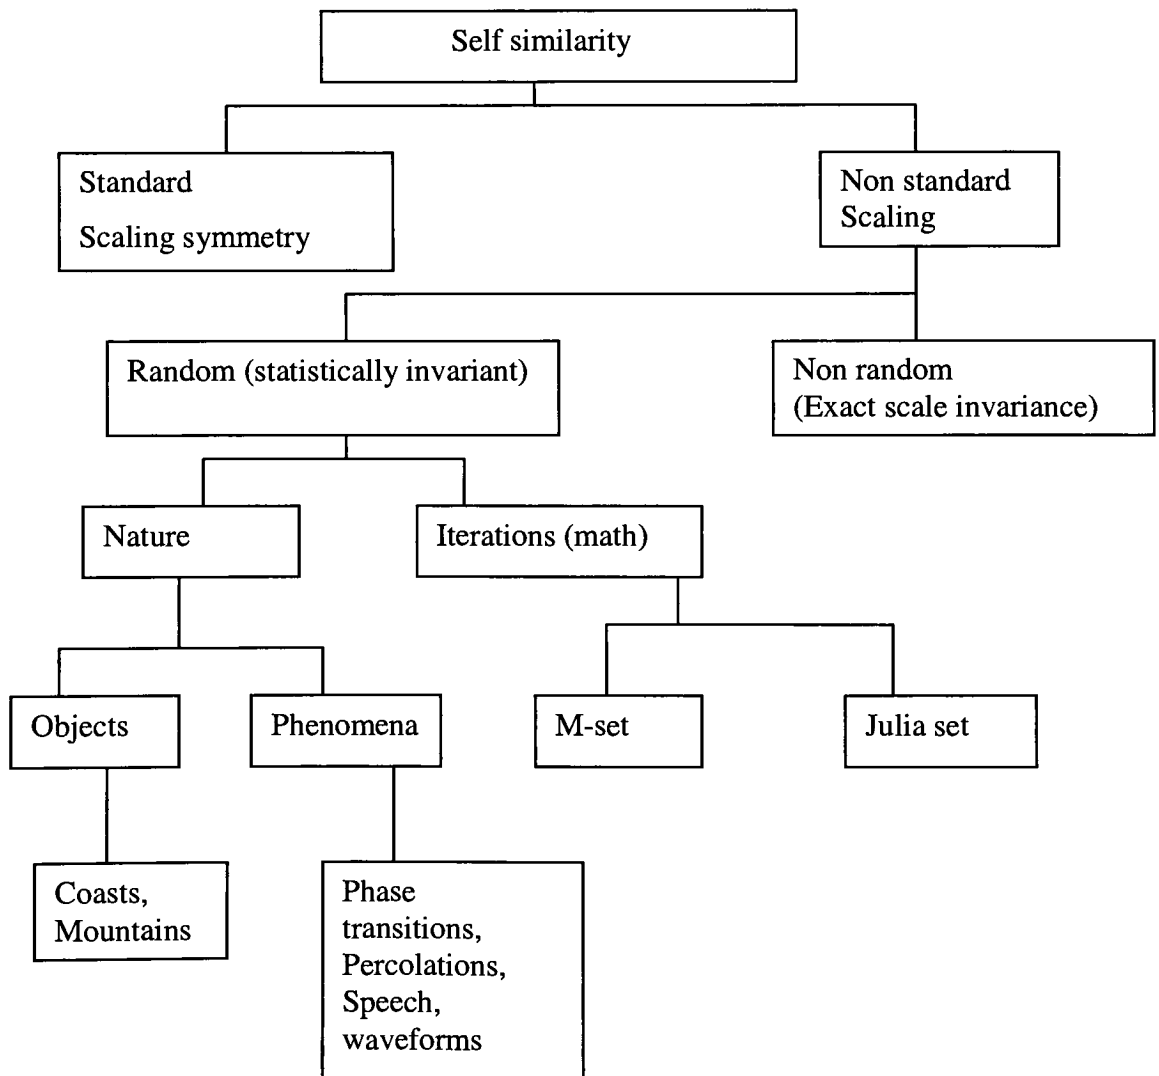 Self similarity
Standard
Scaling symmetry
Non standard
Scaling
Random (statistically invariant)
Non random
(Exact scale invariance)
Nature
Iterations (math)
Objects
Phenomena
M-set
Julia set
Coasts,
Mountains
Phase
transitions,
Percolations,
Speech,
waveforms